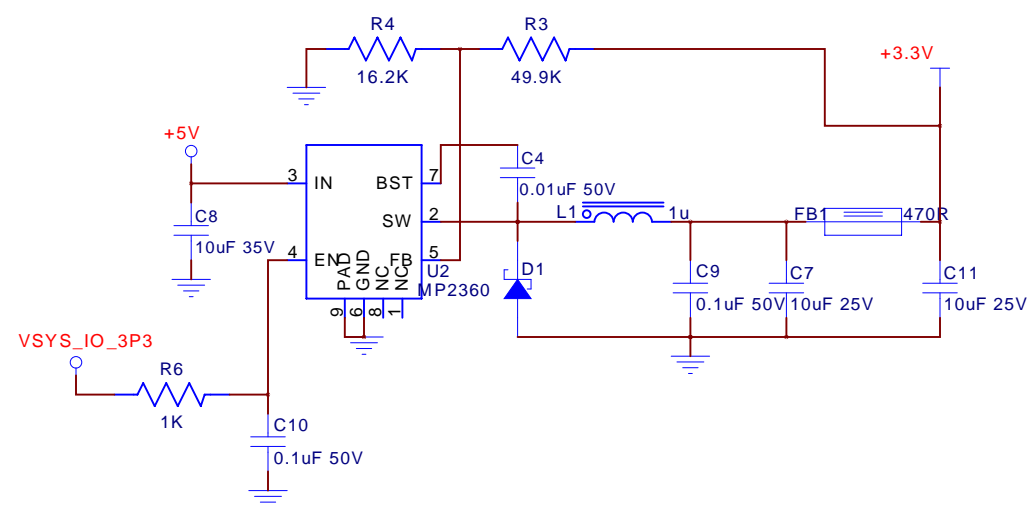 R4
R3
16.2K
49.9K
+3.3V
+5V
3
IN
BST
7
C4
0.01uF 50V
C8
10uF 35V
SW
2
L1
1u
FB1
470R
4
EN
FB
5
PAD
GND
NC
NC
U2
MP2360
9
6
8
1
D1
C9
0.1uF 50V
C7
10uF 25V
C11
10uF 25V
VSYS_IO_3P3
R6
1K
C10
0.1uF 50V